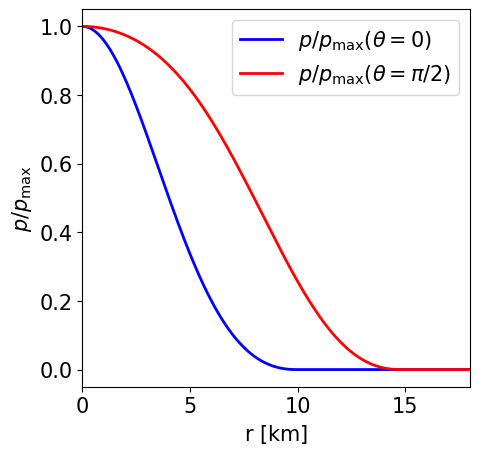 p/p_max(θ = 0)
p/p_max(θ = π/2)
p/p_max
1.0
0.8
0.6
0.4
0.2
0.0
0 5 10 15
r [km]